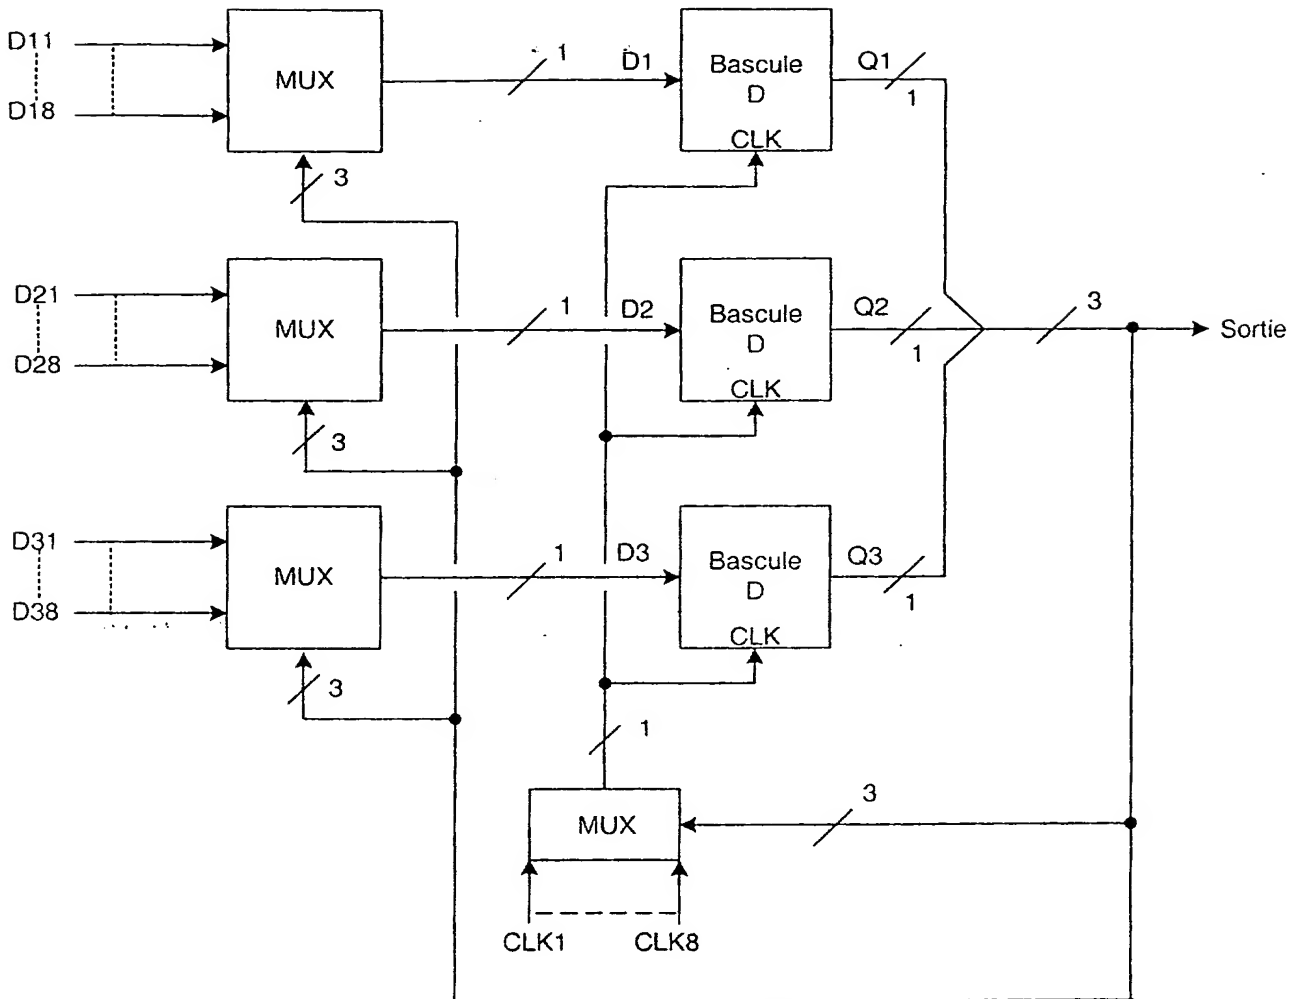 D11
D18
MUX
3
1
D1
Bascule
D
CLK
Q1
1
D21
D28
MUX
3
1
D2
Bascule
D
CLK
Q2
1
3
Sortie
D31
D38
MUX
3
1
D3
Bascule
D
CLK
Q3
1
1
MUX
3
CLK1
CLK8